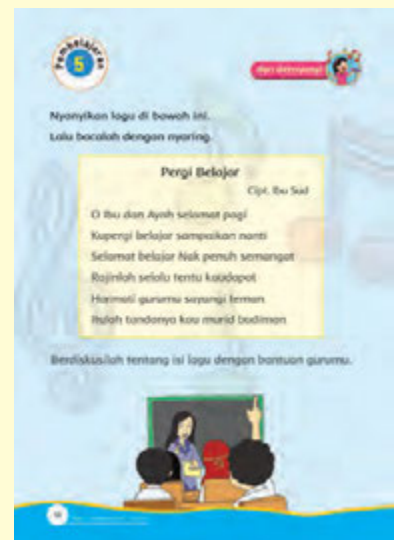 Pembelajaran
5
Ayo Bernyanyi
Nyanyikan lagu di bawah ini.
Lalu bacalah dengan nyaring.
Pergi Belajar
Cipt. Ibu Sud
O Ibu dan Ayah selamat pagi
Kupergi belajar sampaikan nanti
Selamat belajar Nak penuh semangat
Rajinlah selalu tentu kaudapat
Hormati gurumu sayangi teman
Itulah tandanya kau murid budiman
Berdiskusilah tentang isi lagu dengan bantuan gurumu.